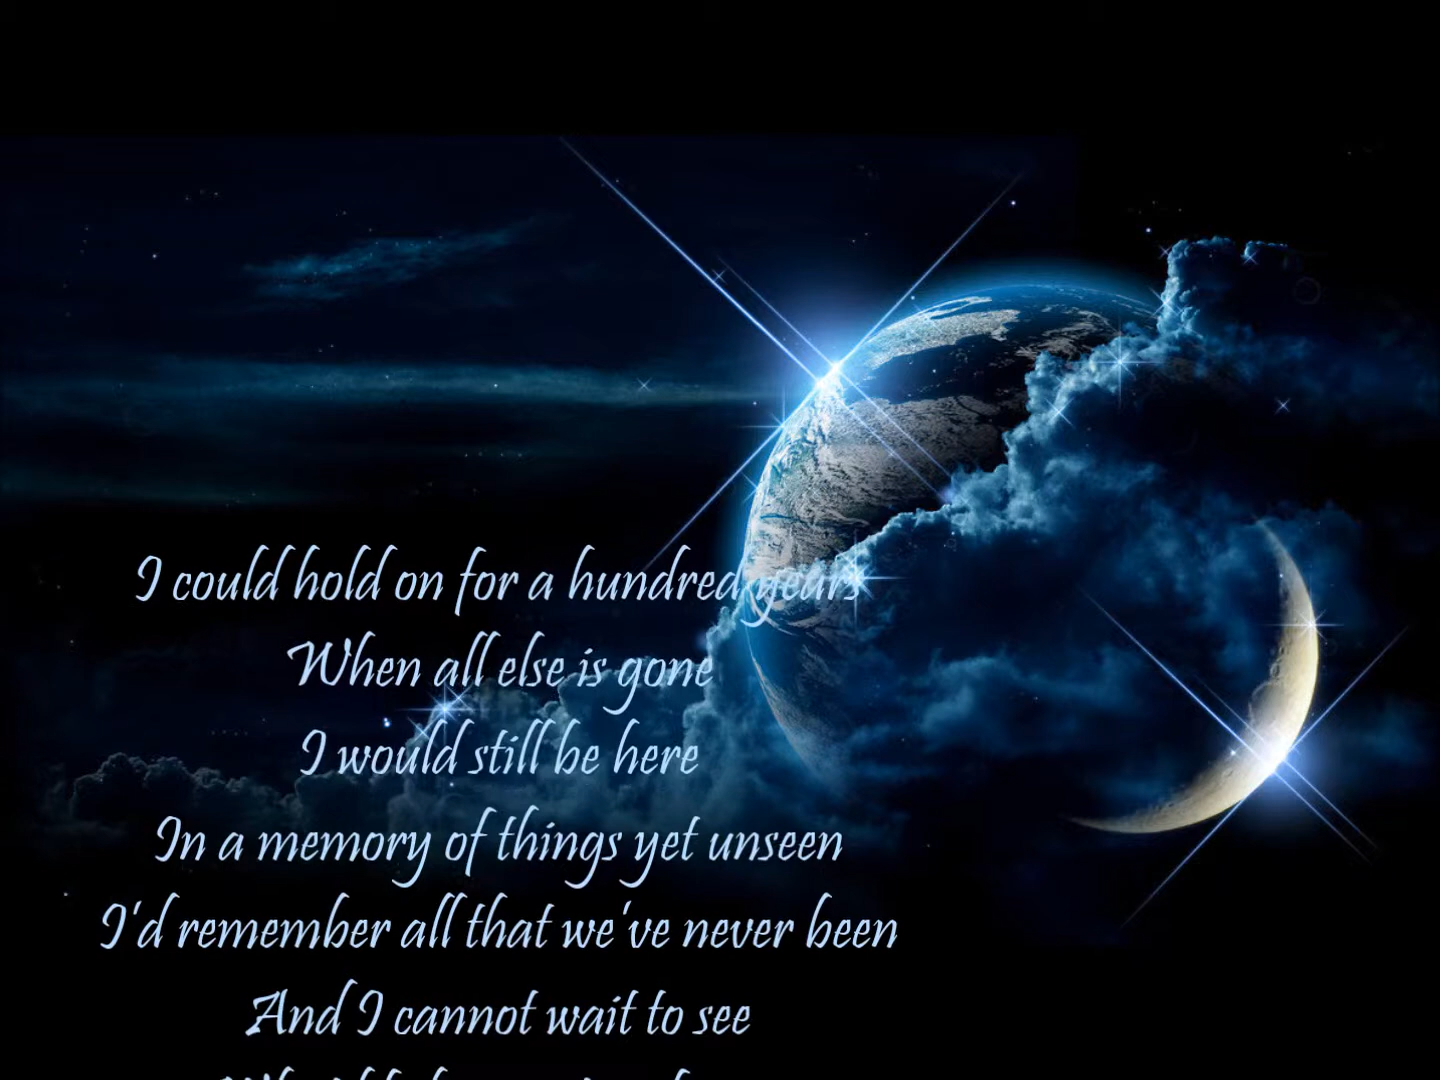 I could hold on for a hundred years
When all else is gone
I would still be here
In a memory of things yet unseen
I'd remember all that we've never been
And I cannot wait to see